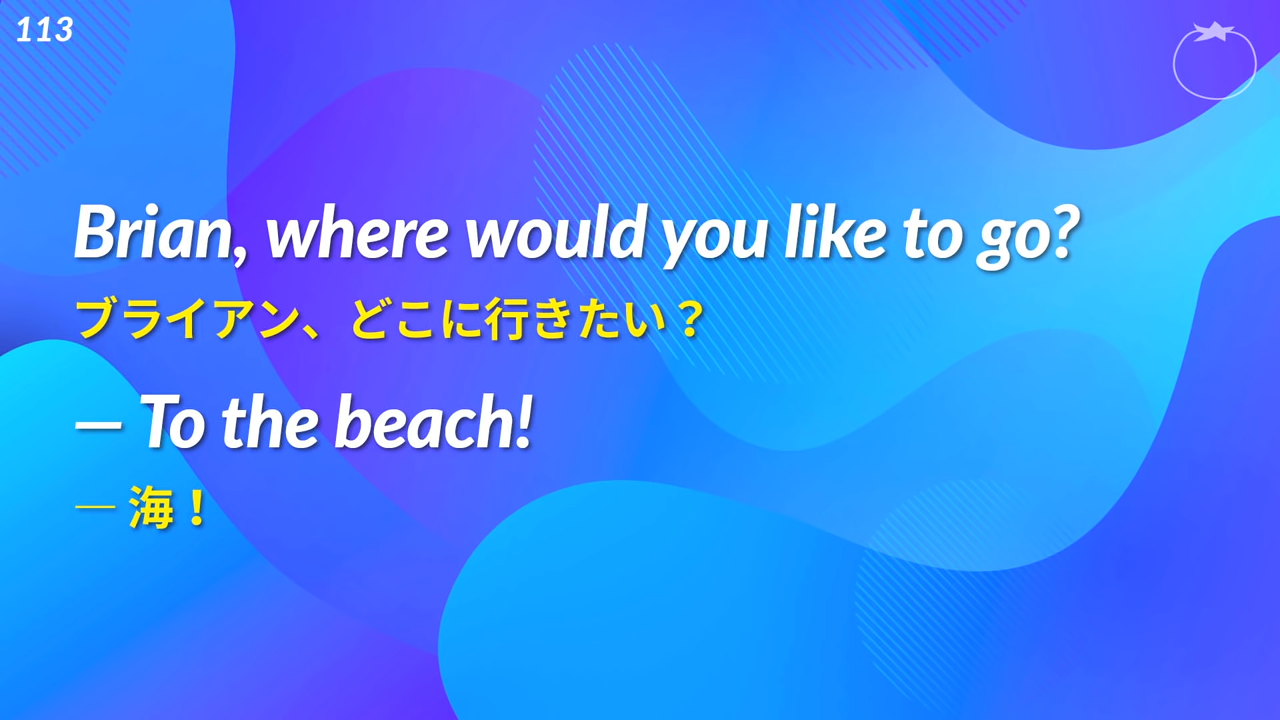 113
Brian, where would you like to go?
ブライアン、どこに行きたい？
— To the beach!
― 海！